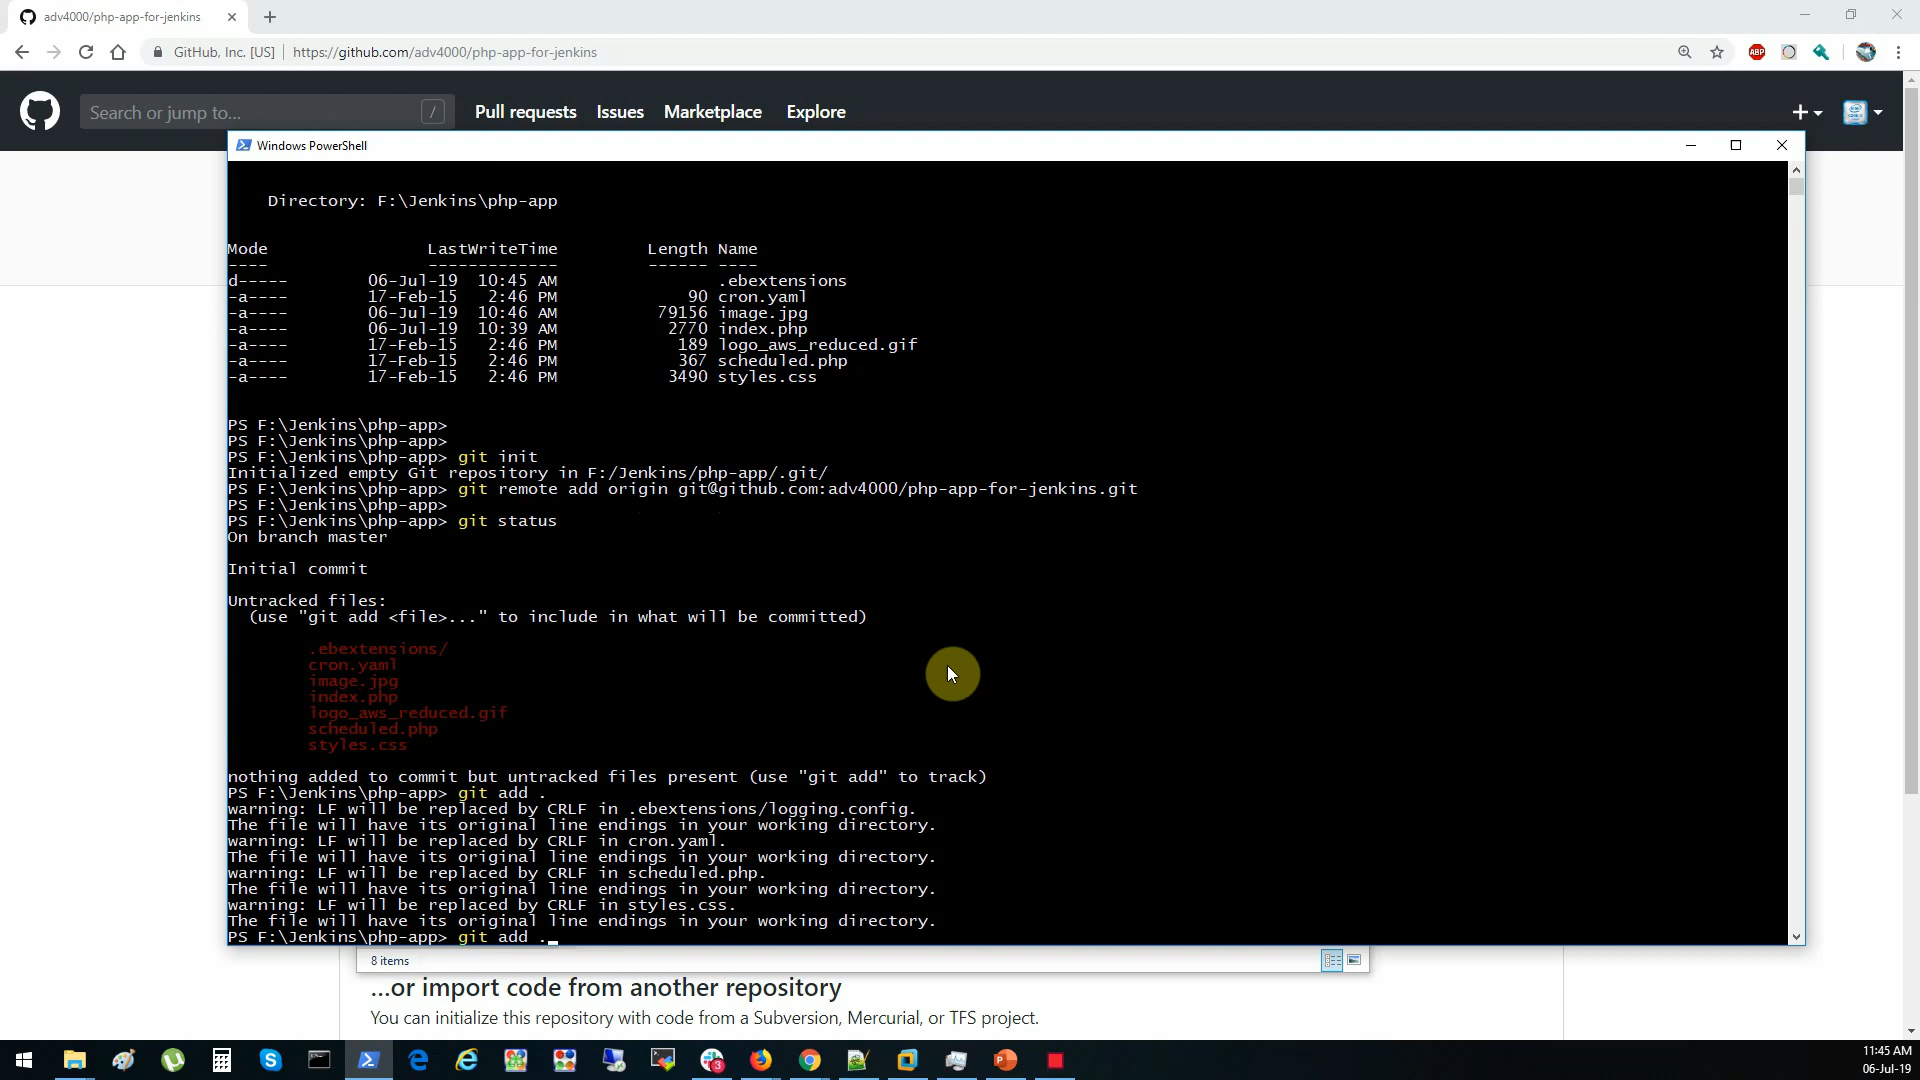 adv4000/php-app-for-jenkins
GitHub, Inc. [US] https://github.com/adv4000/php-app-for-jenkins
ABP
Search or jump to... / Pull requests Issues Marketplace Explore
Windows PowerShell
Directory: F:\Jenkins\php-app
Mode LastWriteTime Length Name
---- ------------- ------ ----
d----- 06-Jul-19 10:45 AM .ebextensions
-a---- 17-Feb-15 2:46 PM 90 cron.yaml
-a---- 06-Jul-19 10:46 AM 79156 image.jpg
-a---- 06-Jul-19 10:39 AM 2770 index.php
-a---- 17-Feb-15 2:46 PM 189 logo_aws_reduced.gif
-a---- 17-Feb-15 2:46 PM 367 scheduled.php
-a---- 17-Feb-15 2:46 PM 3490 styles.css
PS F:\Jenkins\php-app>
PS F:\Jenkins\php-app>
PS F:\Jenkins\php-app> git init
Initialized empty Git repository in F:/Jenkins/php-app/.git/
PS F:\Jenkins\php-app> git remote add origin git@github.com:adv4000/php-app-for-jenkins.git
PS F:\Jenkins\php-app>
PS F:\Jenkins\php-app> git status
On branch master
Initial commit
Untracked files:
(use "git add <file>..." to include in what will be committed)
.ebextensions/
cron.yaml
image.jpg
index.php
logo_aws_reduced.gif
scheduled.php
styles.css
nothing added to commit but untracked files present (use "git add" to track)
PS F:\Jenkins\php-app> git add .
warning: LF will be replaced by CRLF in .ebextensions/logging.config.
The file will have its original line endings in your working directory.
warning: LF will be replaced by CRLF in cron.yaml.
The file will have its original line endings in your working directory.
warning: LF will be replaced by CRLF in scheduled.php.
The file will have its original line endings in your working directory.
warning: LF will be replaced by CRLF in styles.css.
The file will have its original line endings in your working directory.
PS F:\Jenkins\php-app> git add .
8 items
...or import code from another repository
You can initialize this repository with code from a Subversion, Mercurial, or TFS project.
3
11:45 AM
06-Jul-19